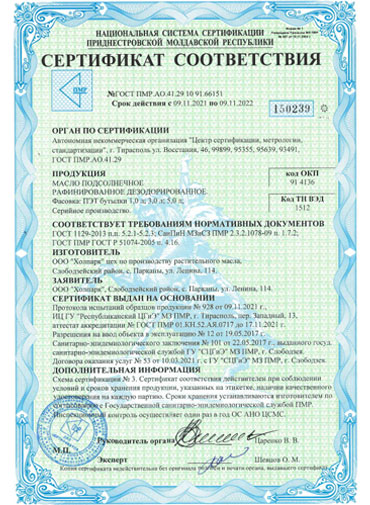 НАЦИОНАЛЬНАЯ СИСТЕМА СЕРТИФИКАЦИИ
ПРИДНЕСТРОВСКОЙ МОЛДАВСКОЙ РЕСПУБЛИКИ
СЕРТИФИКАТ СООТВЕТСТВИЯ
ПМР
№ГОСТ ПМР.АО.41.29 10 91.66151
Срок действия с 09.11.2021 по 09.11.2022
150239
ОРГАН ПО СЕРТИФИКАЦИИ
Автономная некоммерческая организация "Центр сертификации, метрологии,
стандартизации", г. Тирасполь ул. Восстания, 46, 99899, 95355, 95639, 93491.
ГОСТ ПМР.АО.41.29
ПРОДУКЦИЯ
МАСЛО ПОДСОЛНЕЧНОЕ
РАФИНИРОВАННОЕ ДЕЗОДОРИРОВАННОЕ.
Фасовка: ПЭТ бутылки 1,0 л; 3,0 л; 5,0 л;
Серийное производство.
код ОКП
91 4136
Код ТН ВЭД
1512
СООТВЕТСТВУЕТ ТРЕБОВАНИЯМ НОРМАТИВНЫХ ДОКУМЕНТОВ
ГОСТ 1129-2013 п.п. 5.2.1-5.2.3; СанПиН МЗиСЗ ПМР 2.3.2.1078-09 п. 1.7.2;
ГОСТ ПМР ГОСТ Р 51074-2005 п. 4.16.
ИЗГОТОВИТЕЛЬ
ООО "Холпарк" цех по производству растительного масла,
Слободзейский район, с. Парканы, ул. Ленина, 114.
ЗАЯВИТЕЛЬ
ООО "Холпарк", Слободзейский район, с. Парканы, ул. Ленина, 114.
СЕРТИФИКАТ ВЫДАН НА ОСНОВАНИИ
Протокола испытаний образцов продукции № 928 от 09.11.2021 г.
ИЦ ГУ "Республиканский ЦГиЭ" МЗ ПМР, г. Тирасполь, пер. Западный, 13,
аттестат аккредитации № ГОСТ ПМР 01.КН.52.АЯ.0717 до 17.11.2021 г.
Разрешения на ввод объекта в эксплуатацию № 12 от 19.05.2017 г.
Санитарно-эпидемиологического заключения № 101 от 22.05.2017 г. выданного госуд.
санитарно-эпидемиологической службой ГУ "СЦГиЭ" МЗ ПМР, г. Слободзея.
Договора оказания услуг № 53 от 10.03.2021 г. с ГУ "СЦГиЭ" МЗ ПМР, г. Слободзея.
ДОПОЛНИТЕЛЬНАЯ ИНФОРМАЦИЯ
Схема сертификации № 3. Сертификат соответствия действителен при соблюдении
условий и сроков хранения продукции, указанных на этикетке, наличии качественного
удостоверения на каждую партию. Сроки хранения устанавливаются изготовителем по
согласованию с Государственной санитарно-эпидемиологической службой ПМР.
Инспекционный контроль осуществляет один раз в год ОС АНО ЦСМС.
Руководитель органа
Паренко В. В.
М.П.
Эксперт
Шевцов О. М.
Копия сертификата недействительна без подписи и печати органа, выдавшего сертификат